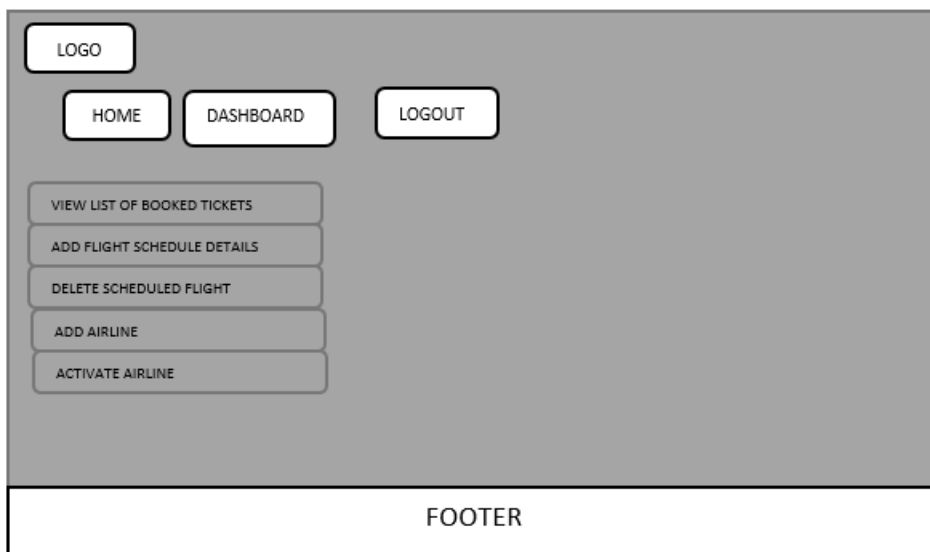 LOGO
HOME DASHBOARD LOGOUT
VIEW LIST OF BOOKED TICKETS
ADD FLIGHT SCHEDULE DETAILS
DELETE SCHEDULED FLIGHT
ADD AIRLINE
ACTIVATE AIRLINE
FOOTER